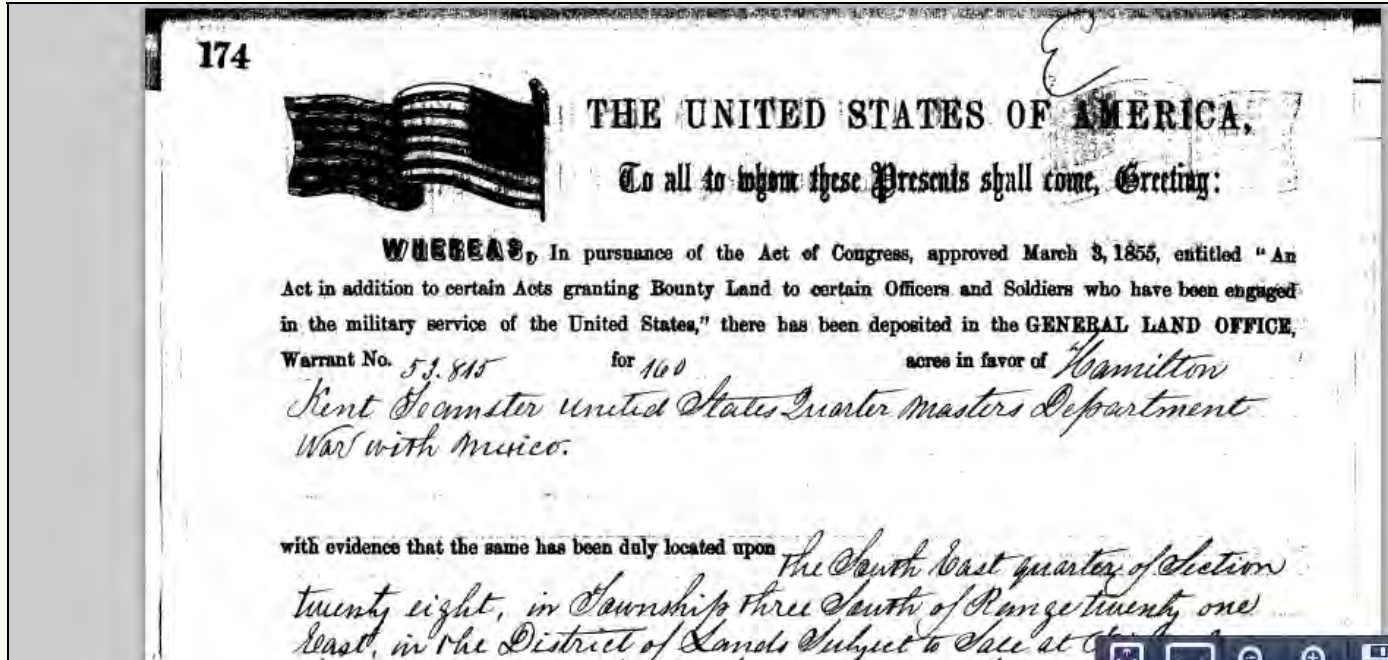 174
THE UNITED STATES OF AMERICA,
To all to whom these Presents shall come, Greeting:
WHEREAS, In pursuance of the Act of Congress, approved March 3, 1855, entitled "An
Act in addition to certain Acts granting Bounty Land to certain Officers and Soldiers who have been engaged
in the military service of the United States," there has been deposited in the GENERAL LAND OFFICE,
Warrant No. 53.815 for 160 acres in favor of Hamilton
Kent Teamster United States Quarter Masters Department
War with Mexico.
with evidence that the same has been duly located upon the South East quarter of Section
twenty eight, in Township three South of Range twenty one
East, in the District of Lands Subject to Sale at